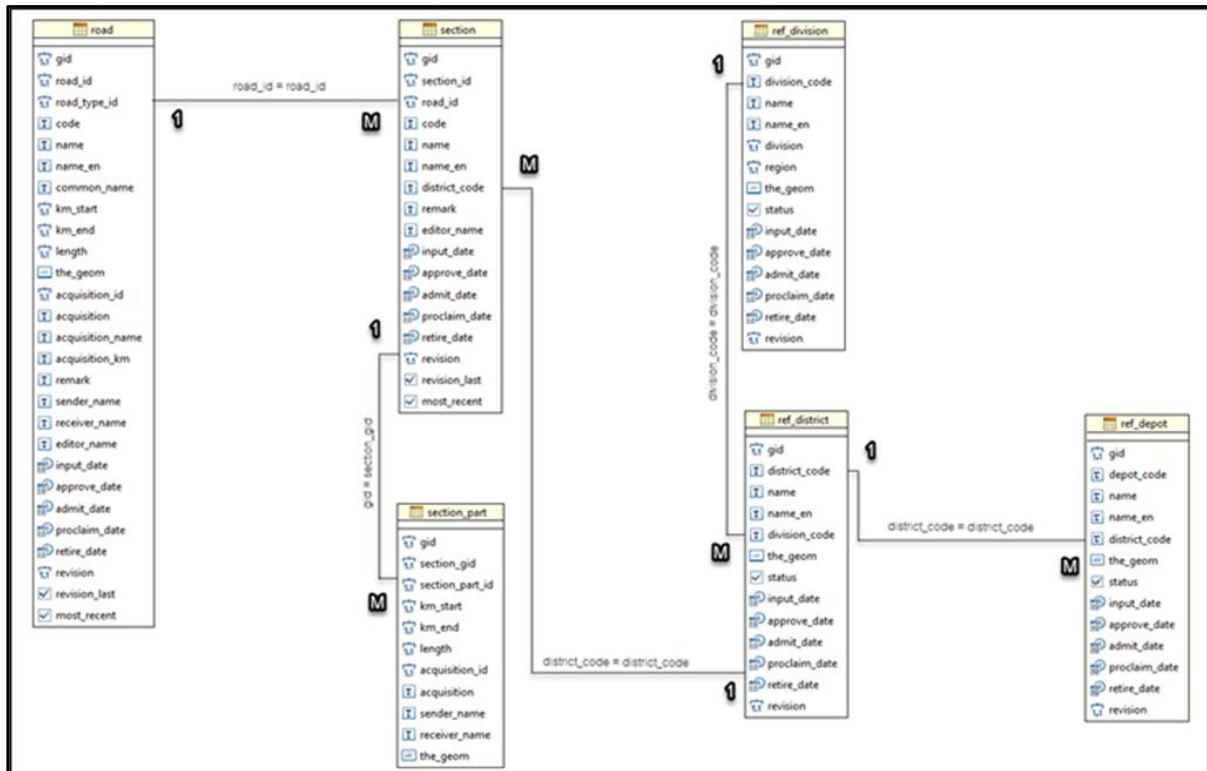 road
gid
road_id
road_type_id
code
name
name_en
common_name
km_start
km_end
length
the_geom
acquisition_id
acquisition
acquisition_name
acquisition_km
remark
sender_name
receiver_name
editor_name
input_date
approve_date
admit_date
proclaim_date
retire_date
revision
revision_last
most_recent
road_id = road_id
1
M
section
gid
section_id
road_id
code
name
name_en
district_code
remark
editor_name
input_date
approve_date
admit_date
proclaim_date
retire_date
revision
revision_last
most_recent
M
1
gid = section_gid
M
section_part
gid
section_gid
section_part_id
km_start
km_end
length
acquisition_id
acquisition
sender_name
receiver_name
the_geom
district_code = district_code
1
ref_division
gid
division_code
name
name_en
division
region
the_geom
status
input_date
approve_date
admit_date
proclaim_date
retire_date
revision
1
division_code = division_code
M
ref_district
gid
district_code
name
name_en
division_code
the_geom
status
input_date
approve_date
admit_date
proclaim_date
retire_date
revision
1
district_code = district_code
M
ref_depot
gid
depot_code
name
name_en
district_code
the_geom
status
input_date
approve_date
admit_date
proclaim_date
retire_date
revision